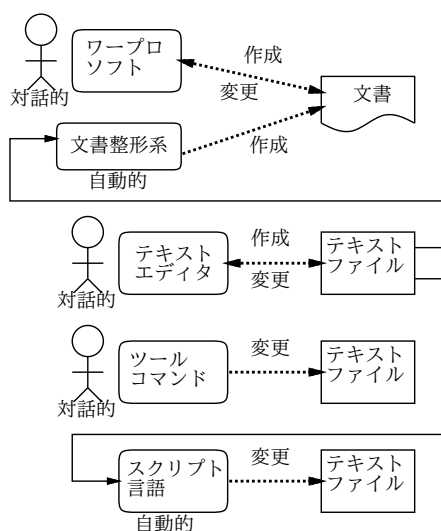 ワープロ
ソフト
作成
変更
文書
対話的
文書整形系
作成
自動的
テキスト
エディタ
作成
変更
テキスト
ファイル
対話的
ツール
コマンド
変更
テキスト
ファイル
対話的
スクリプト
言語
変更
テキスト
ファイル
自動的